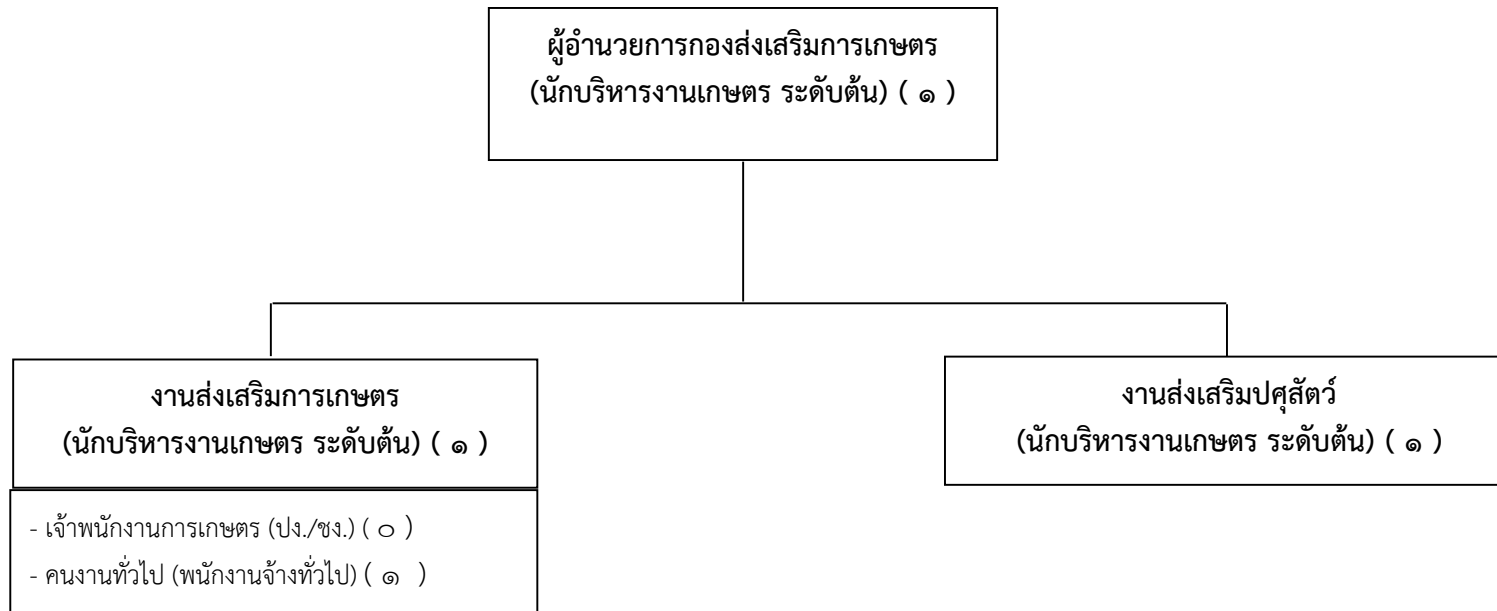 ผู้อำนวยการกองส่งเสริมการเกษตร
(นักบริหารงานเกษตร ระดับต้น) ( ๑ )
งานส่งเสริมการเกษตร
(นักบริหารงานเกษตร ระดับต้น) ( ๑ )
- เจ้าพนักงานการเกษตร (ปง./ชง.) ( ๐ )
- คนงานทั่วไป (พนักงานจ้างทั่วไป) ( ๑ )
งานส่งเสริมปศุสัตว์
(นักบริหารงานเกษตร ระดับต้น) ( ๑ )